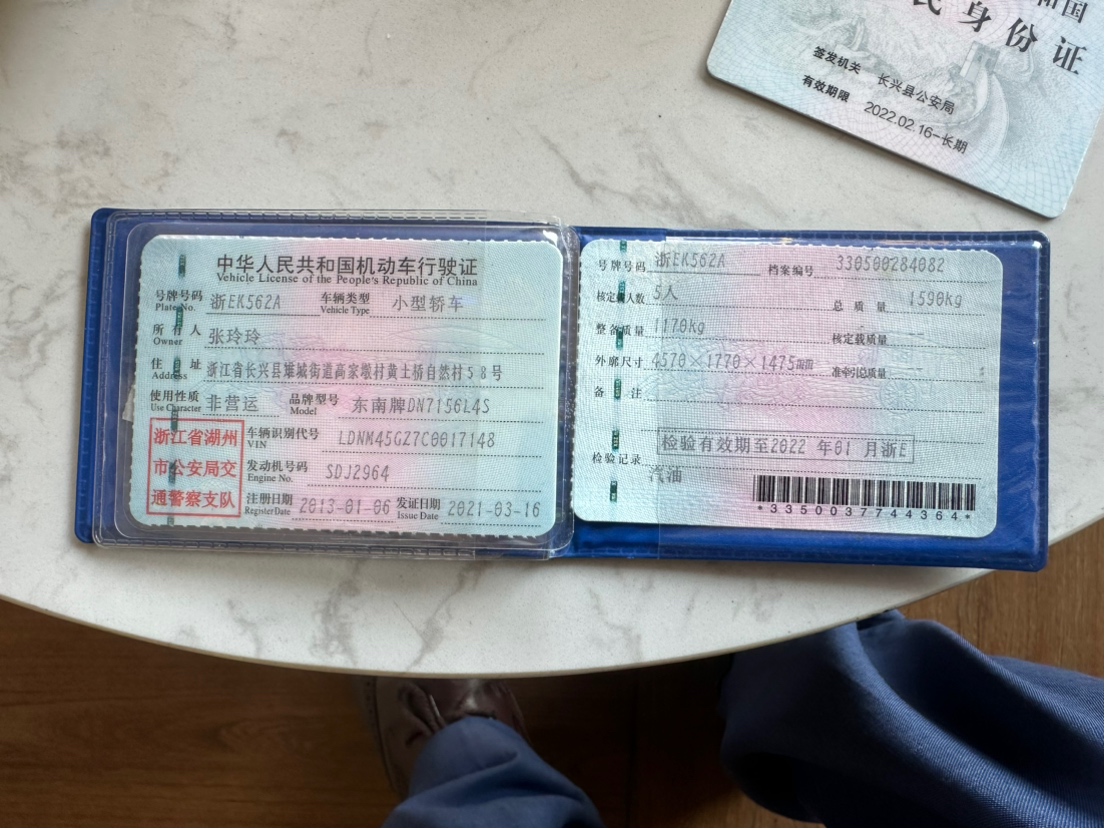 和国
民身份证
签发机关 长兴县公安局
有效期限 2022.02.16-长期
中华人民共和国机动车行驶证
Vehicle License of the People's Republic of China
号牌号码 浙EK562A 车辆类型 小型轿车
Plate No. Vehicle Type
所有人 张玲玲
Owner
住址 浙江省长兴县雉城街道高家墩村黄土桥自然村58号
Address
使用性质 非营运 品牌型号 东南牌DN7156L4S
Use Character Model
浙江省湖州
市公安局交
通警察支队
车辆识别代号 LDNM45GZ7C0017148
VIN
发动机号码 SDJ2964
Engine No.
注册日期 2013-01-06 发证日期 2021-03-16
Register Date Issue Date
号牌号码 浙EK562A 档案编号 330500284082
核定载人数 5人 总质量 1590kg
整备质量 1170kg 核定载质量 --
外廓尺寸 4570×1770×1475mm 准牵引总质量 --
备注
检验记录 检验有效期至2022年01月浙E
汽油
*3350037744364*